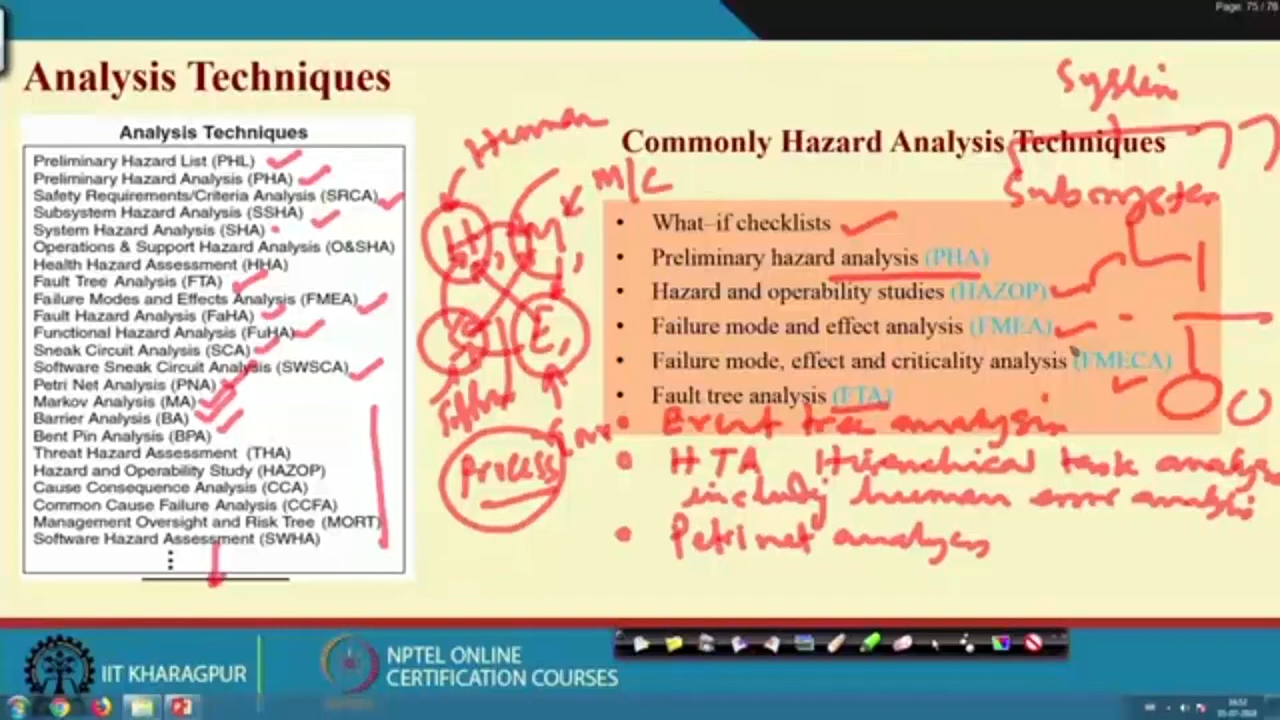 Page: 75 / 76
Analysis Techniques
Analysis Techniques
Preliminary Hazard List (PHL)
Preliminary Hazard Analysis (PHA)
Safety Requirements/Criteria Analysis (SRCA)
Subsystem Hazard Analysis (SSHA)
System Hazard Analysis (SHA)
Operations & Support Hazard Analysis (O&SHA)
Health Hazard Assessment (HHA)
Fault Tree Analysis (FTA)
Failure Modes and Effects Analysis (FMEA)
Fault Hazard Analysis (FaHA)
Functional Hazard Analysis (FuHA)
Sneak Circuit Analysis (SCA)
Software Sneak Circuit Analysis (SWSCA)
Petri Net Analysis (PNA)
Markov Analysis (MA)
Barrier Analysis (BA)
Bent Pin Analysis (BPA)
Threat Hazard Assessment (THA)
Hazard and Operability Study (HAZOP)
Cause Consequence Analysis (CCA)
Common Cause Failure Analysis (CCFA)
Management Oversight and Risk Tree (MORT)
Software Hazard Assessment (SWHA)
Human
M/C
H, M,
S, E,
Process
System
Subsystem
Commonly Hazard Analysis Techniques
• What–if checklists
• Preliminary hazard analysis (PHA)
• Hazard and operability studies (HAZOP)
• Failure mode and effect analysis (FMEA)
• Failure mode, effect and criticality analysis (FMECA)
• Fault tree analysis (FTA)
• Event tree analysis
• HTA Hierarchical task analysis
including human error analysis
• Petrinet analysis
IIT KHARAGPUR
NPTEL ONLINE
CERTIFICATION COURSES